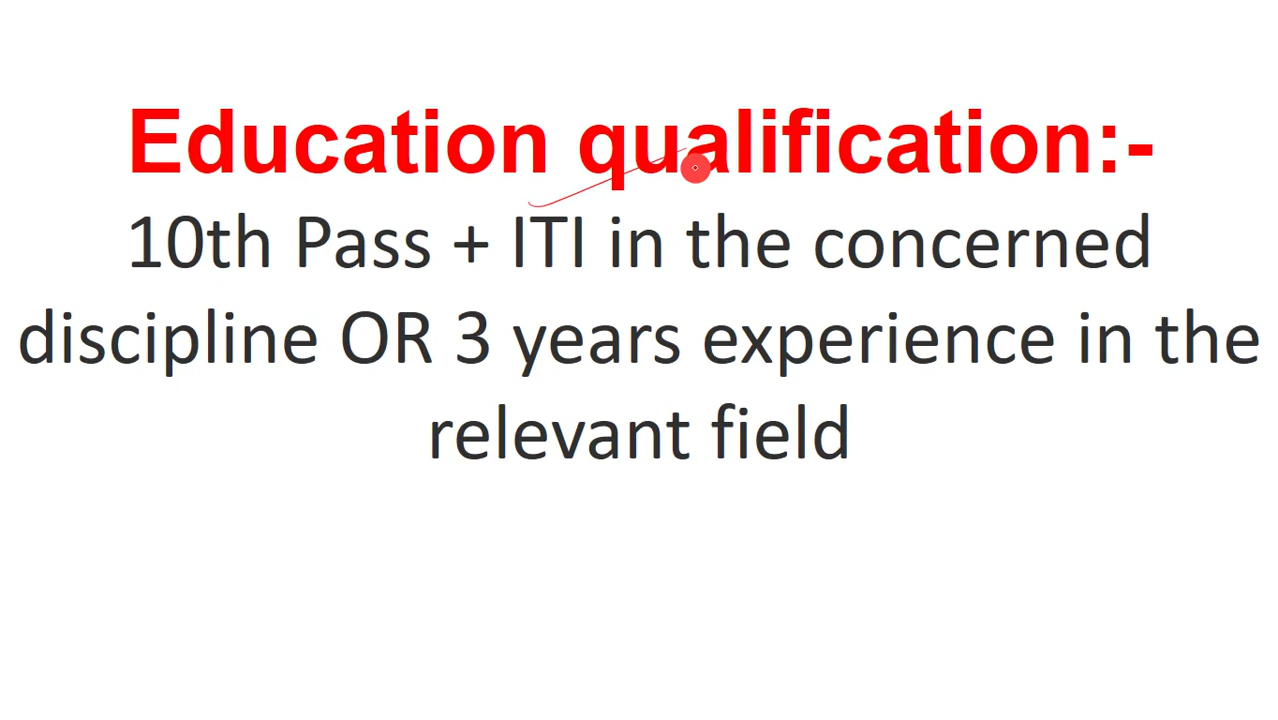 Education qualification:-
10th Pass + ITI in the concerned
discipline OR 3 years experience in the
relevant field